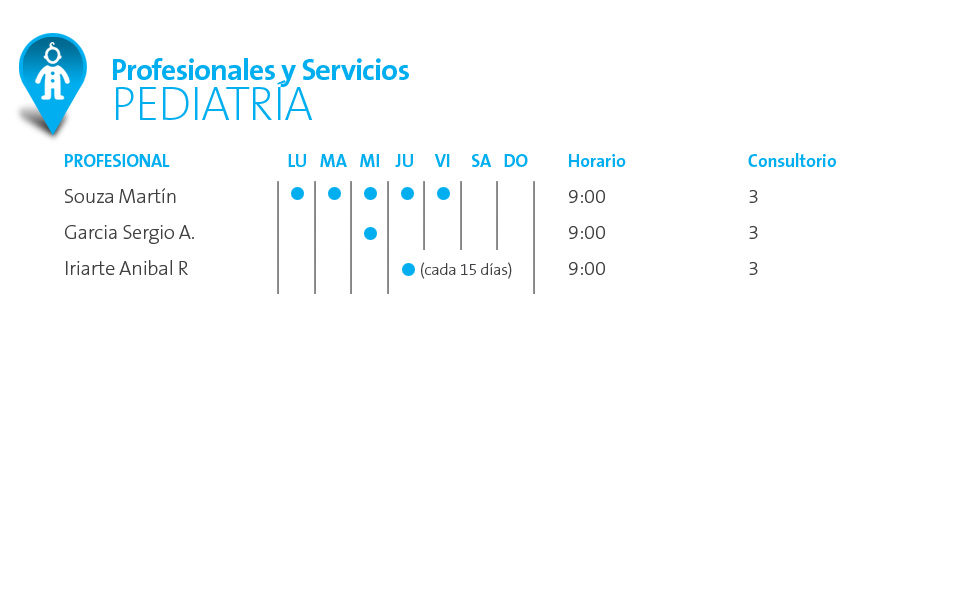 Profesionales y Servicios
PEDIATRÍA
PROFESIONAL LU MA MI JU VI SA DO Horario Consultorio
Souza Martín 9:00 3
Garcia Sergio A. 9:00 3
Iriarte Anibal R (cada 15 días) 9:00 3